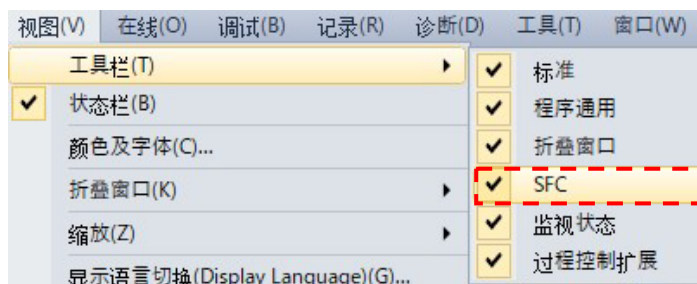 视图(V) 在线(O) 调试(B) 记录(R) 诊断(D) 工具(T) 窗口(W)
工具栏(T)
状态栏(B)
颜色及字体(C)...
折叠窗口(K)
缩放(Z)
显示语言切换(Display Language)(G)...
标准
程序通用
折叠窗口
SFC
监视状态
过程控制扩展